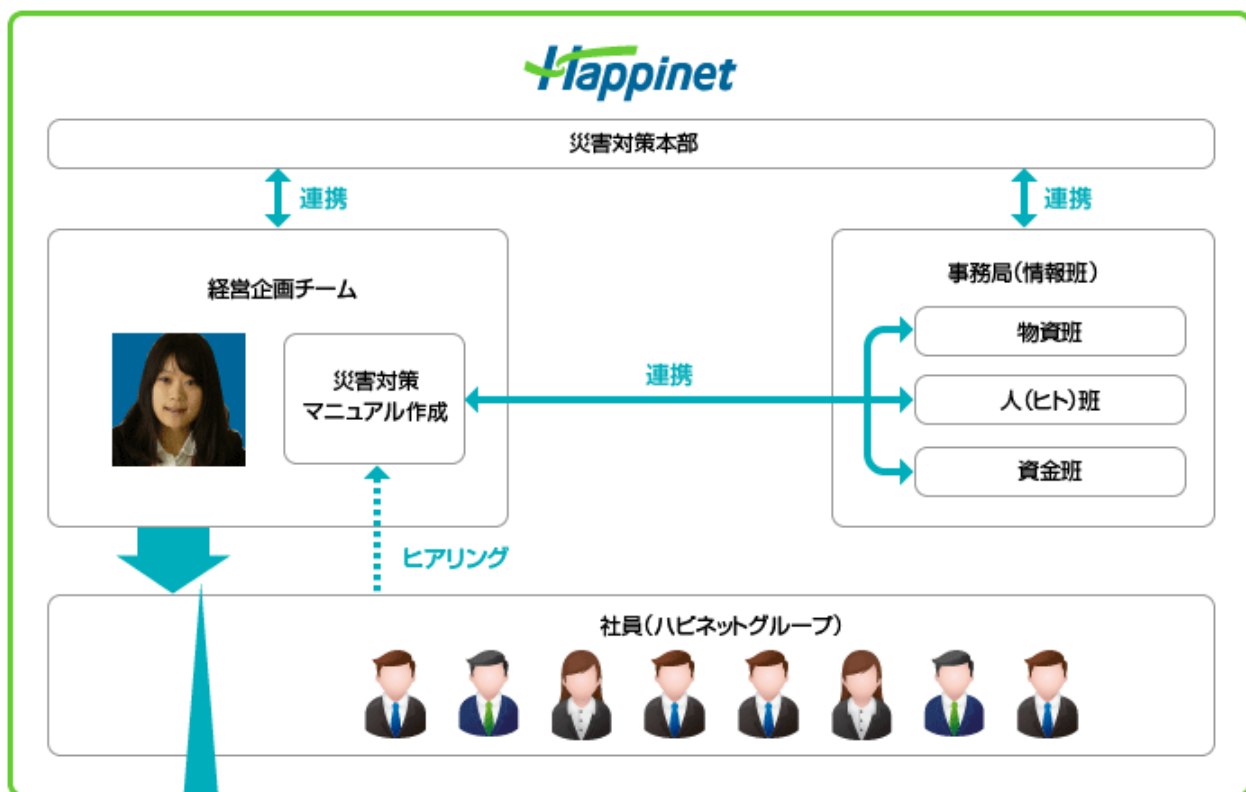 Happinet
災害対策本部
連携
連携
経営企画チーム
災害対策
マニュアル作成
連携
事務局(情報班)
物資班
人(ヒト)班
資金班
ヒアリング
社員(ハピネットグループ)